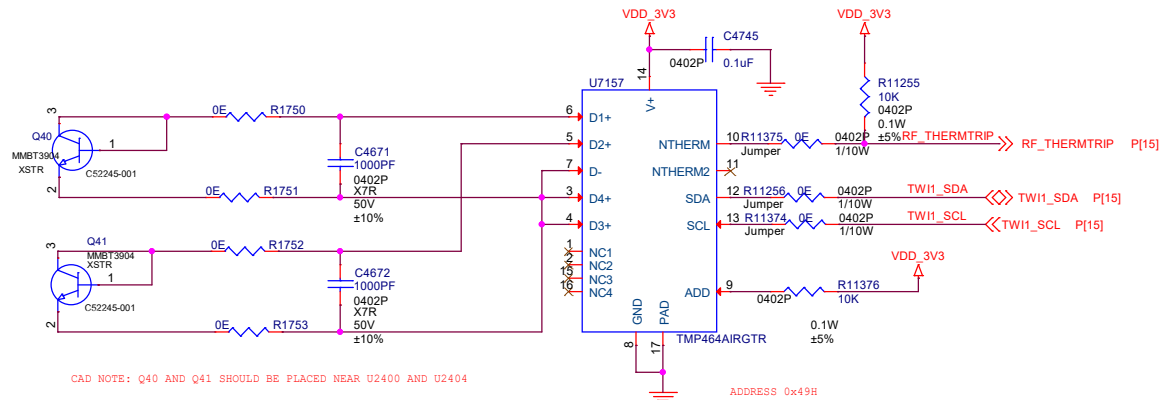 VDD_3V3
VDD_3V3
C4745
0402P
0.1uF
14
U7157
V+
R11255
10K
0402P
0.1W
±5%
3
0E
R1750
6
D1+
Q40
1
MMBT3904
XSTR
C52245-001
2
C4671
1000PF
0402P
X7R
50V
±10%
5
D2+
7
D-
0E
R1751
3
D4+
4
D3+
NTHERM
10
R11375
0E
0402P
Jumper
1/10W
RF_THERMTRIP
RF_THERMTRIP
P[15]
NTHERM2
11
SDA
12
R11256
0E
0402P
Jumper
1/10W
TWI1_SDA
TWI1_SDA
P[15]
SCL
13
R11374
0E
0402P
Jumper
1/10W
TWI1_SCL
TWI1_SCL
P[15]
3
Q41
MMBT3904
XSTR
1
C52245-001
2
0E
R1752
C4672
1000PF
0402P
X7R
50V
±10%
0E
R1753
1
NC1
2
NC2
15
NC3
16
NC4
VDD_3V3
ADD
9
0402P
R11376
10K
0.1W
±5%
GND
PAD
8
17
TMP464AIRGTR
CAD NOTE: Q40 AND Q41 SHOULD BE PLACED NEAR U2400 AND U2404
ADDRESS 0x49H